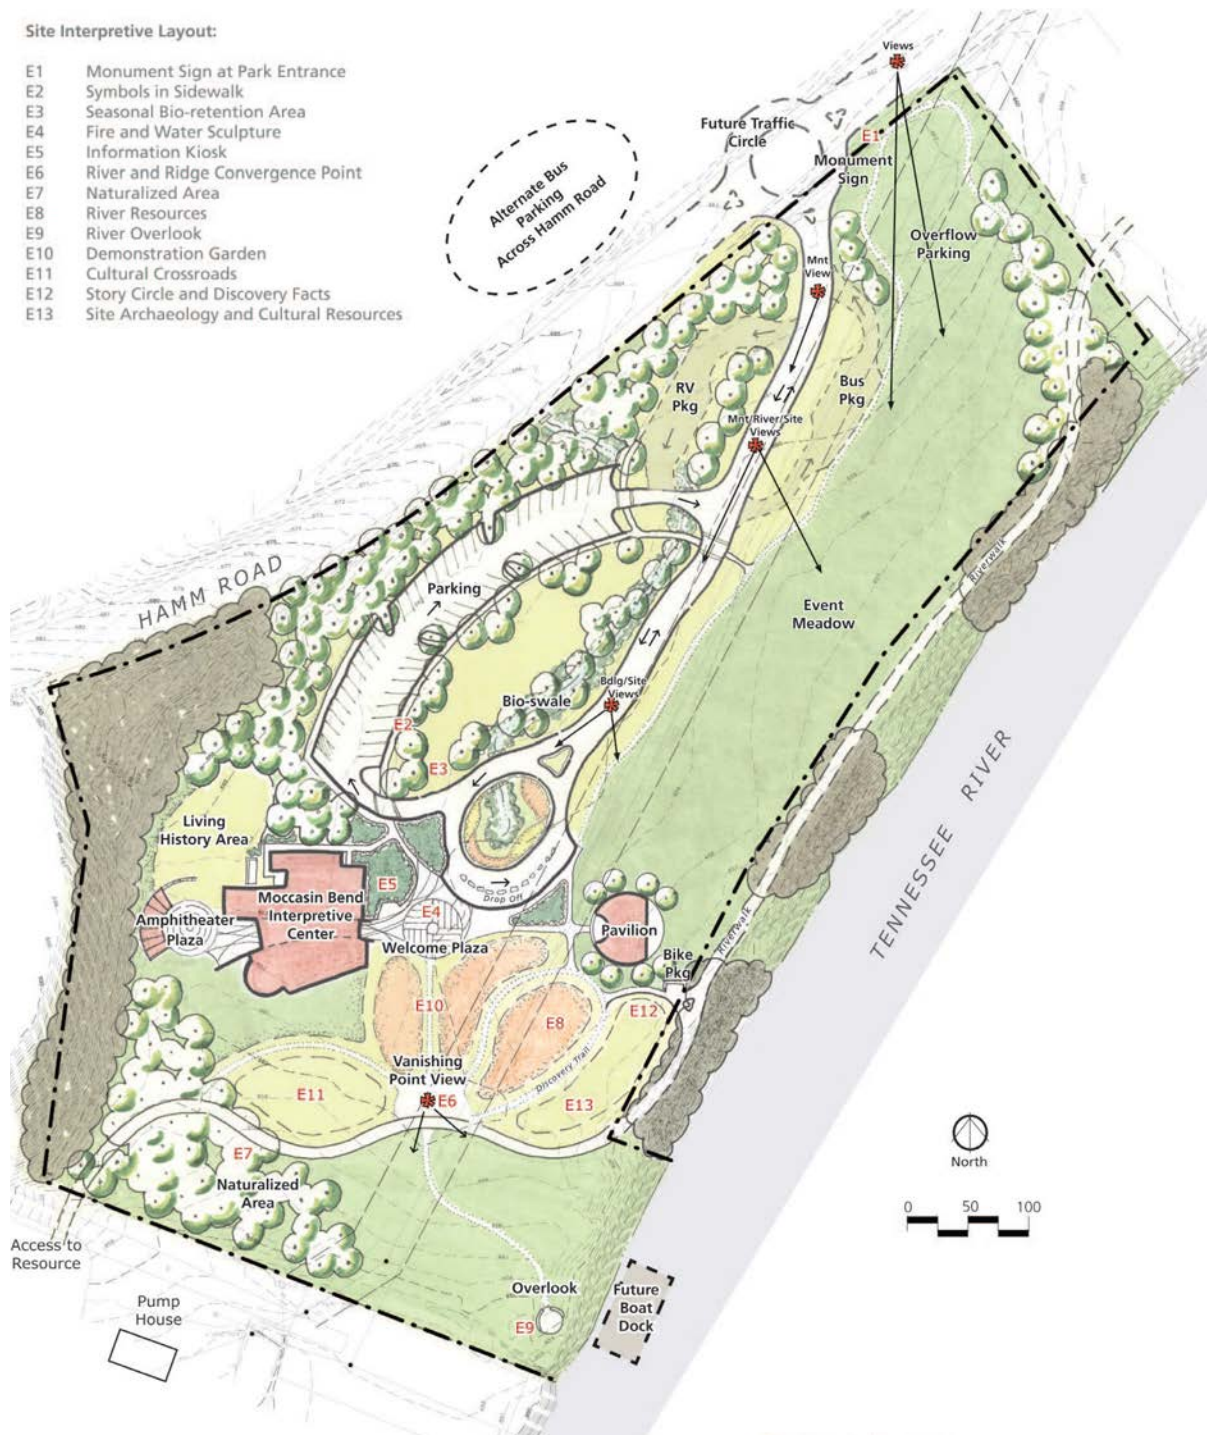 Site Interpretive Layout:
E1 Monument Sign at Park Entrance
E2 Symbols in Sidewalk
E3 Seasonal Bio-retention Area
E4 Fire and Water Sculpture
E5 Information Kiosk
E6 River and Ridge Convergence Point
E7 Naturalized Area
E8 River Resources
E9 River Overlook
E10 Demonstration Garden
E11 Cultural Crossroads
E12 Story Circle and Discovery Facts
E13 Site Archaeology and Cultural Resources
Views
Future Traffic
Circle
E1
Monument
Sign
Alternate Bus
Parking
Across Hamm Road
Overflow
Parking
Mnt
View
RV
Pkg
Bus
Pkg
Mnt/River/Site
Views
Riverwalk
HAMM ROAD
Parking
Event
Meadow
Bdlg/Site
Views
Bio-swale
E2
E3
TENNESSEE RIVER
Living
History Area
E5
Drop Off
Moccasin Bend
Interpretive
Center
Amphitheater
Plaza
E4
Welcome Plaza
Pavilion
Riverwalk
Bike
Pkg
E10
E8
E12
Discovery Trail
Vanishing
Point View
E11
E6
E13
E7
Naturalized
Area
North
0 50 100
Access to
Resource
Pump
House
Overlook
E9
Future
Boat
Dock